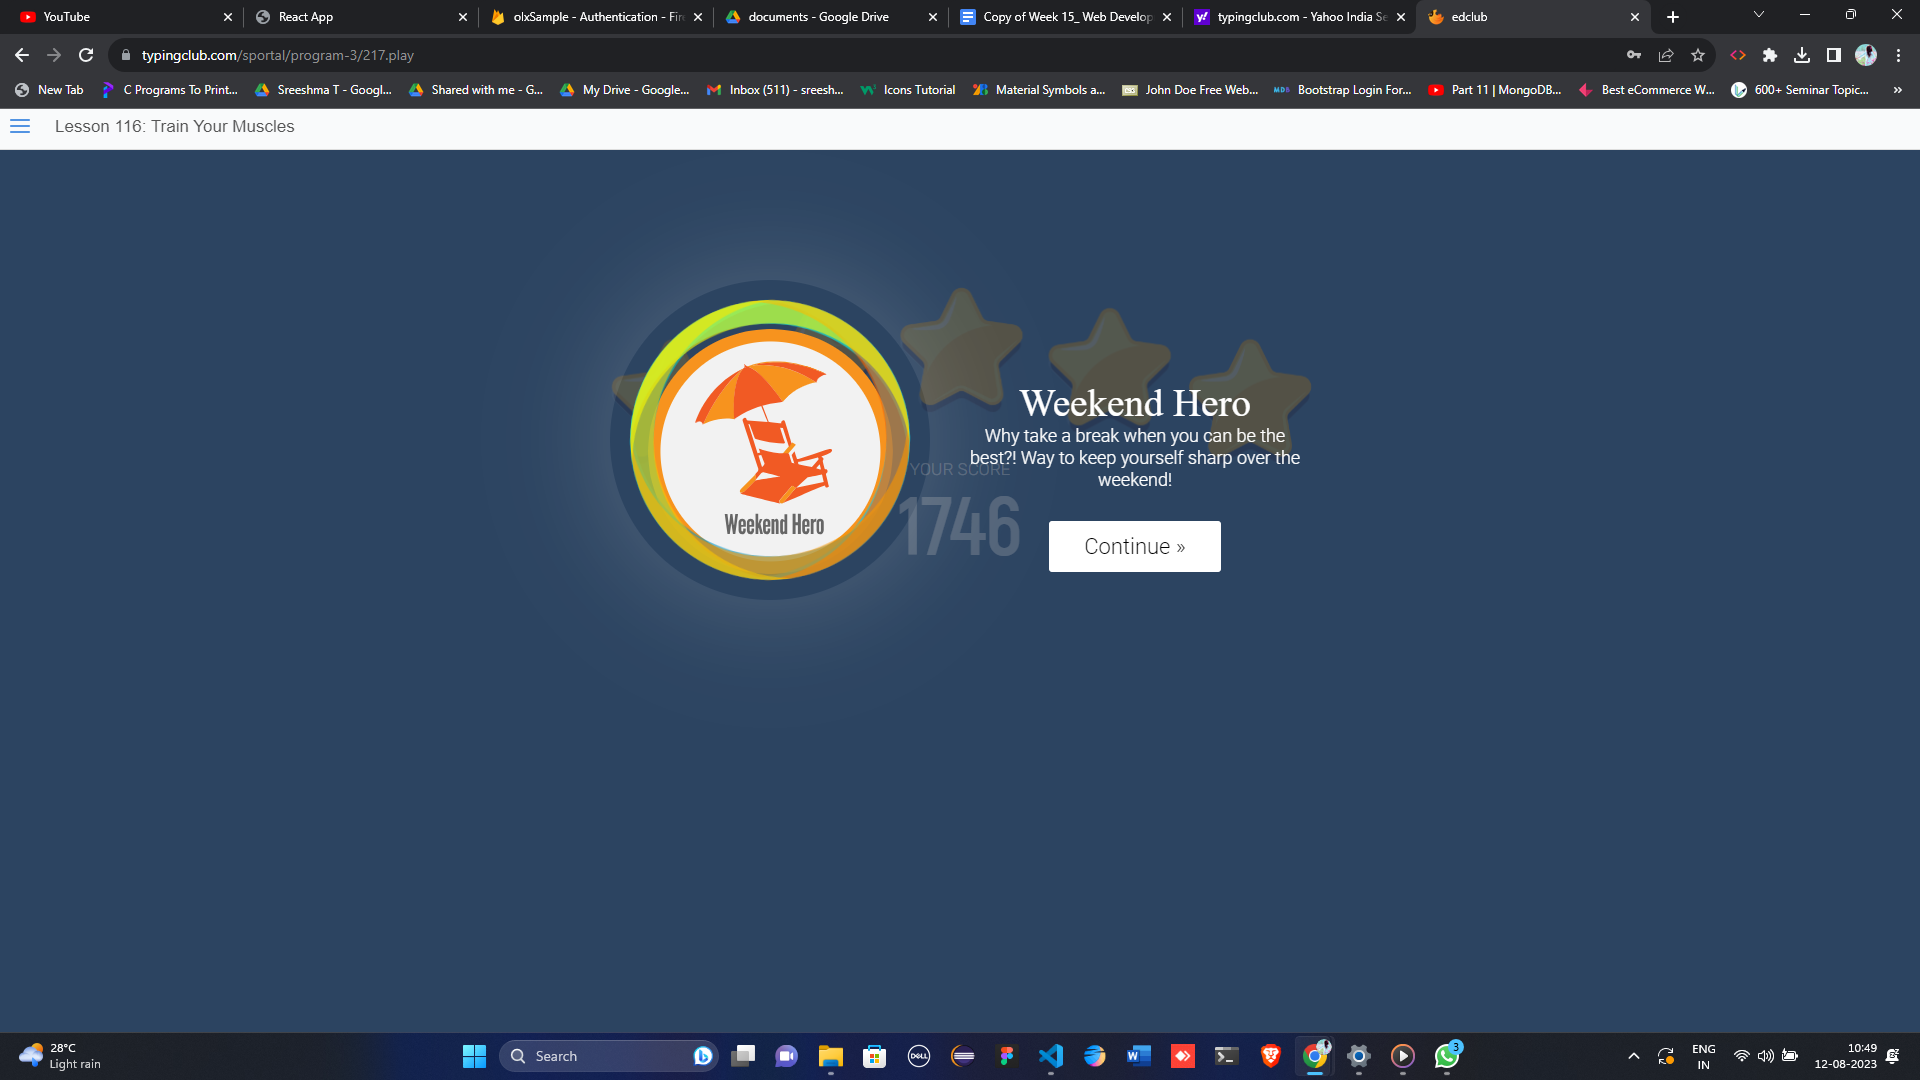 YouTube
React App
olxSample - Authentication - Fir
documents - Google Drive
Copy of Week 15_ Web Develop
typingclub.com - Yahoo India Se
edclub
typingclub.com/sportal/program-3/217.play
New Tab
C Programs To Print...
Sreeshma T - Googl...
Shared with me - G...
My Drive - Google...
Inbox (511) - sreesh...
Icons Tutorial
Material Symbols a...
John Doe Free Web...
Bootstrap Login For...
Part 11 | MongoDB...
Best eCommerce W...
600+ Seminar Topic...
»
Lesson 116: Train Your Muscles
Weekend Hero
Weekend Hero
Why take a break when you can be the
best?! Way to keep yourself sharp over the
weekend!
YOUR SCORE
1746
Continue »
28°C
Light rain
Search
DELL
3
ENG
IN
10:49
12-08-2023